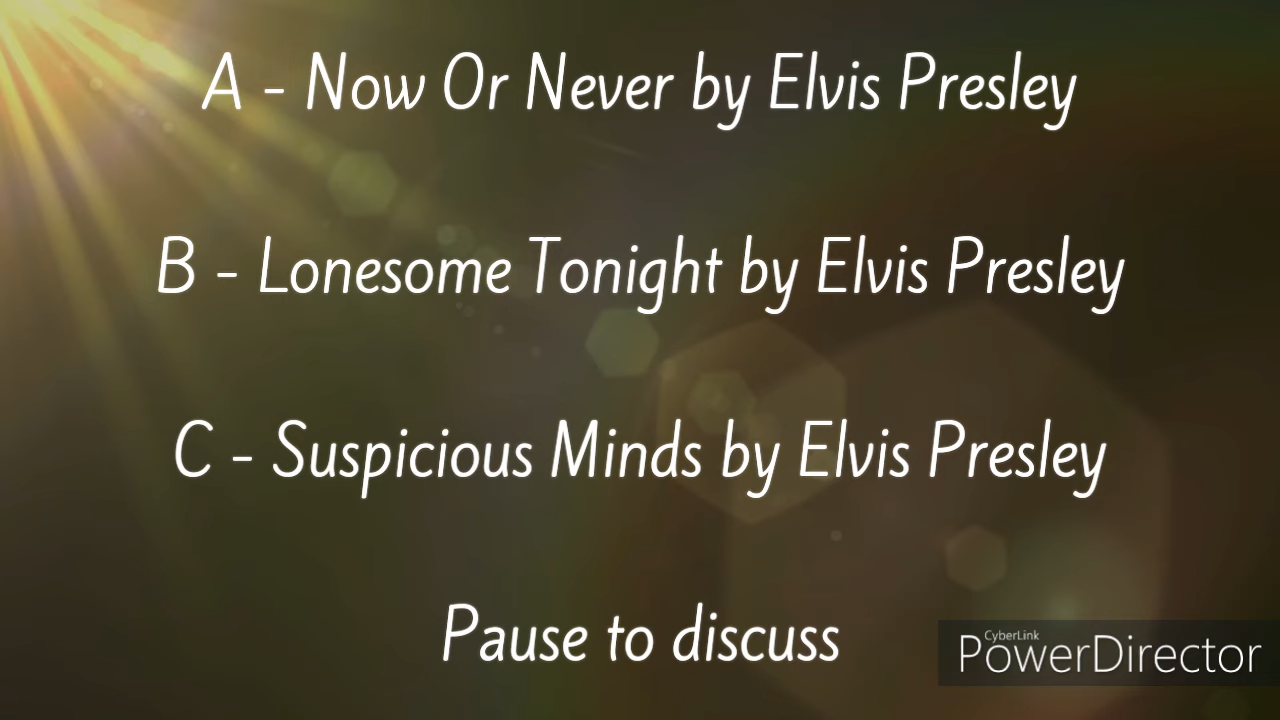 A - Now Or Never by Elvis Presley
B - Lonesome Tonight by Elvis Presley
C - Suspicious Minds by Elvis Presley
Pause to discuss
CyberLink
PowerDirector